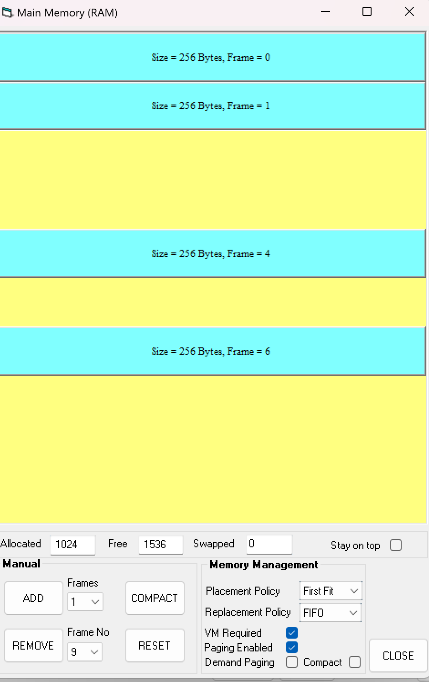 Main Memory (RAM)
Size = 256 Bytes, Frame = 0
Size = 256 Bytes, Frame = 1
Size = 256 Bytes, Frame = 4
Size = 256 Bytes, Frame = 6
Allocated 1024 Free 1536 Swapped 0 Stay on top
Manual
Frames
ADD 1 COMPACT
Frame No
REMOVE 9 RESET
Memory Management
Placement Policy First Fit
Replacement Policy FIFO
VM Required
Paging Enabled
Demand Paging Compact
CLOSE